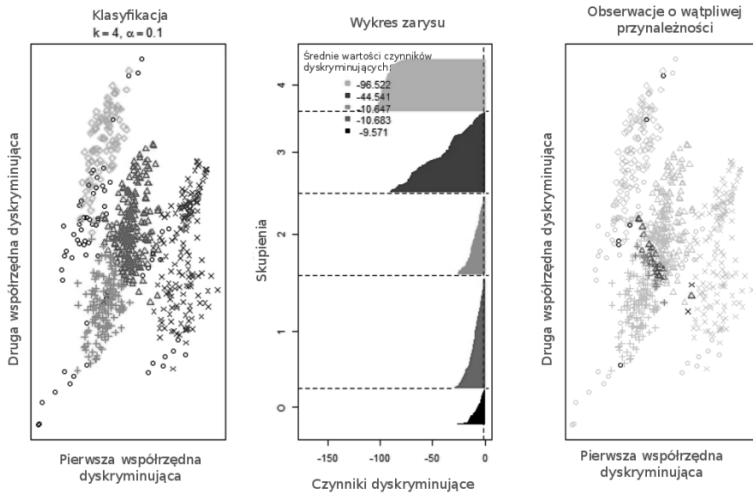 Klasyfikacja
k = 4, α = 0.1
Druga współrzędna dyskryminująca
Pierwsza współrzędna
dyskryminująca
Wykres zarysu
Średnie wartości czynników
dyskryminujących:
-96.522
-44.541
-10.647
-10.683
-9.571
Skupienia
4
3
2
1
0
-150
-100
-50
0
Czynniki dyskryminujące
Obserwacje o wątpliwej
przynależności
Druga współrzędna dyskryminująca
Pierwsza współrzędna
dyskryminująca